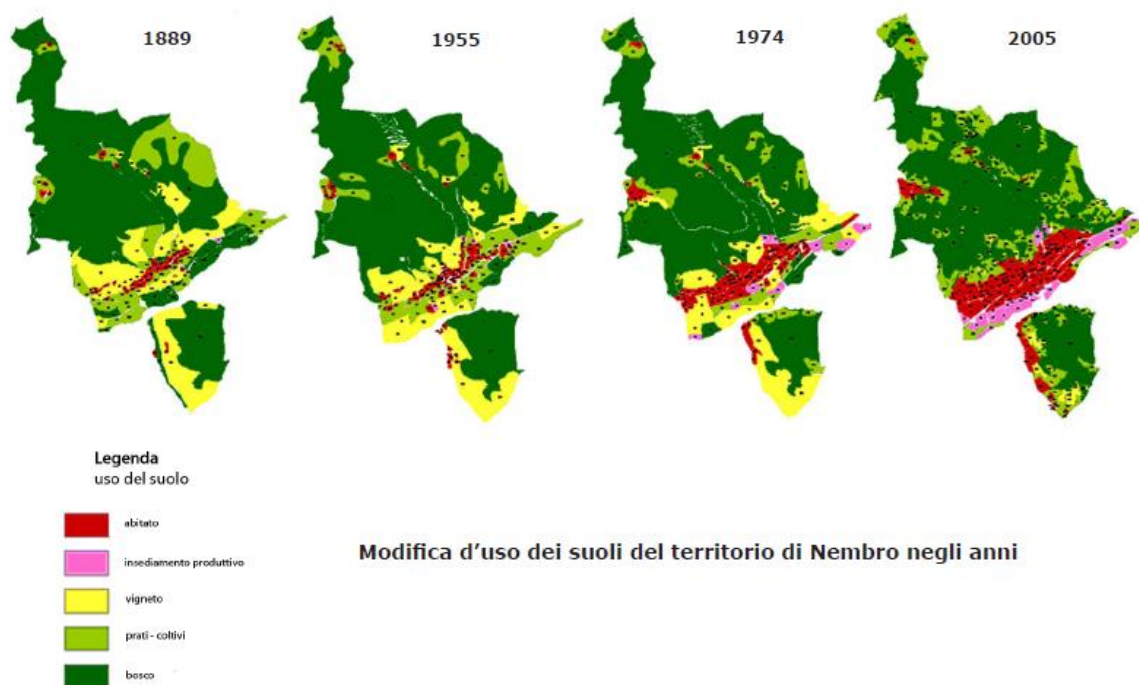 1889
1955
1974
2005
Legenda
uso del suolo
abitato
insediamento produttivo
vigneto
prati - coltivi
bosco
Modifica d'uso dei suoli del territorio di Nembro negli anni